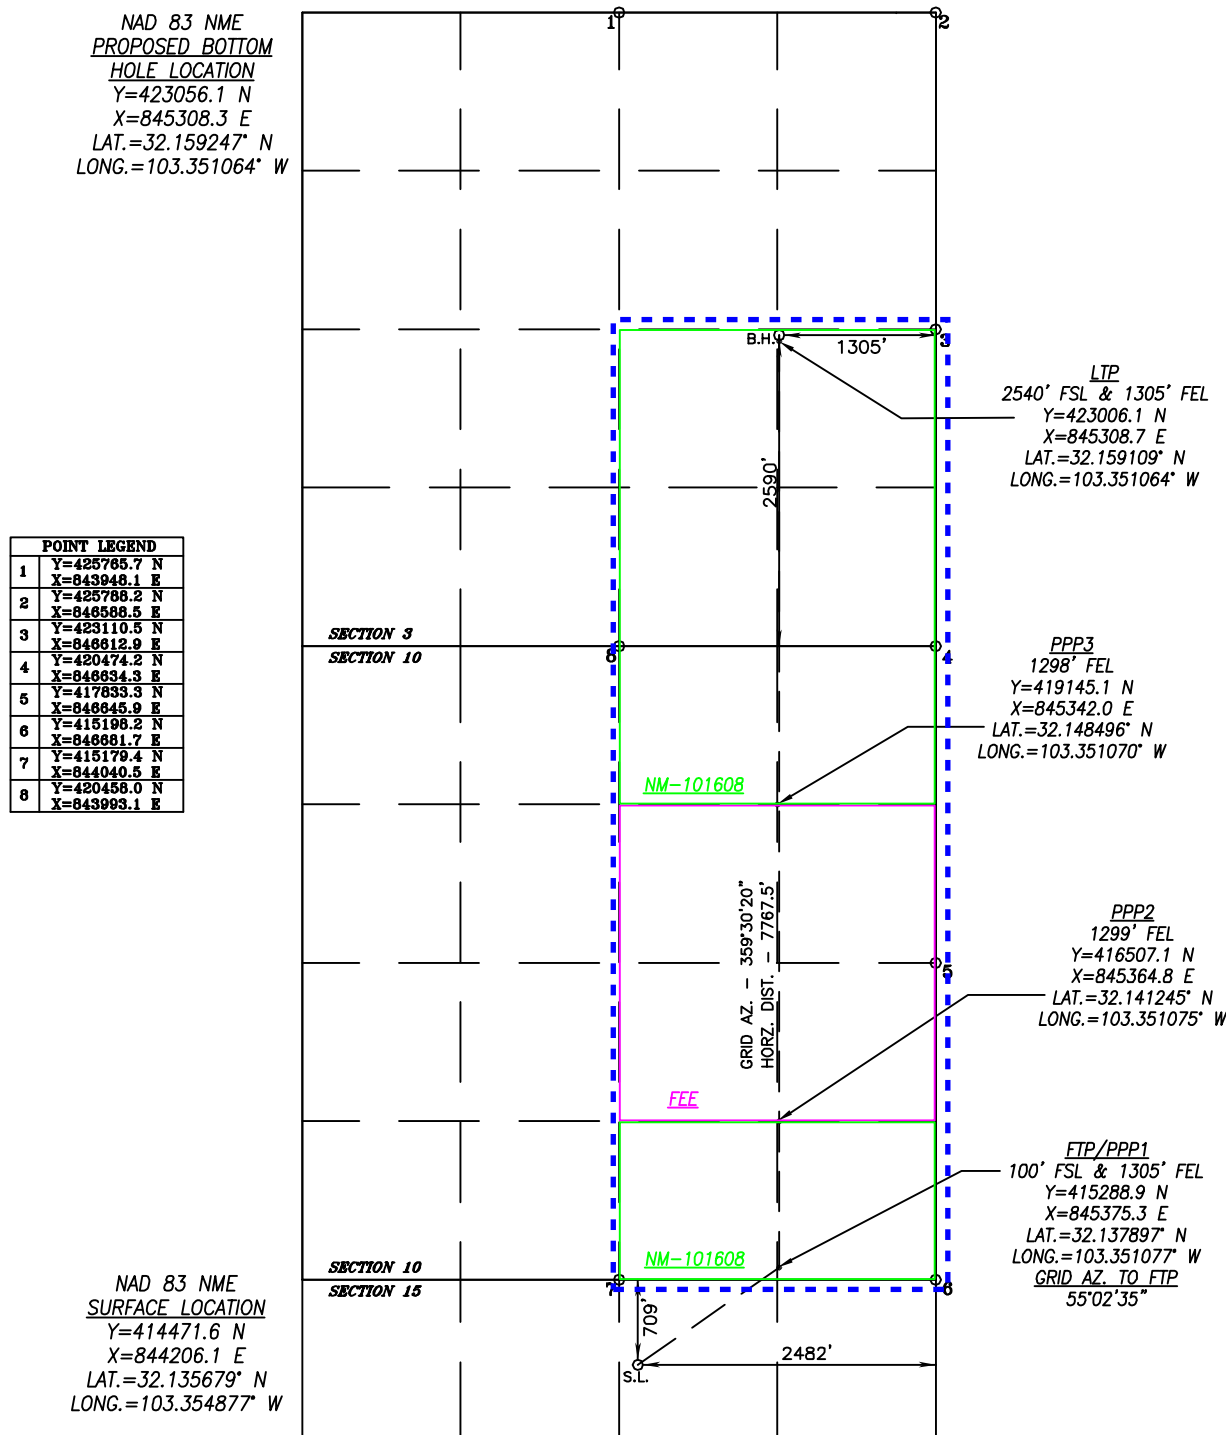 NAD 83 NME
PROPOSED BOTTOM
HOLE LOCATION
Y=423056.1 N
X=845308.3 E
LAT.=32.159247° N
LONG.=103.351064° W
1
2
B.H.
1305'
3
2590'
LTP
2540' FSL & 1305' FEL
Y=423006.1 N
X=845308.7 E
LAT.=32.159109° N
LONG.=103.351064° W
POINT LEGEND
1 Y=425765.7 N
X=843948.1 E
2 Y=425788.2 N
X=846588.5 E
3 Y=423110.5 N
X=846612.9 E
4 Y=420474.2 N
X=846634.3 E
5 Y=417833.3 N
X=846645.9 E
6 Y=415198.2 N
X=846681.7 E
7 Y=415179.4 N
X=844040.5 E
8 Y=420458.0 N
X=843993.1 E
SECTION 3
SECTION 10
8
4
PPP3
1298' FEL
Y=419145.1 N
X=845342.0 E
LAT.=32.148496° N
LONG.=103.351070° W
NM-101608
GRID AZ. - 359°30'20"
HORZ. DIST. - 7767.5'
5
PPP2
1299' FEL
Y=416507.1 N
X=845364.8 E
LAT.=32.141245° N
LONG.=103.351075° W
FEE
FTP/PPP1
100' FSL & 1305' FEL
Y=415288.9 N
X=845375.3 E
LAT.=32.137897° N
LONG.=103.351077° W
GRID AZ. TO FTP
55°02'35"
NM-101608
SECTION 10
SECTION 15
7
6
709'
2482'
S.L.
NAD 83 NME
SURFACE LOCATION
Y=414471.6 N
X=844206.1 E
LAT.=32.135679° N
LONG.=103.354877° W